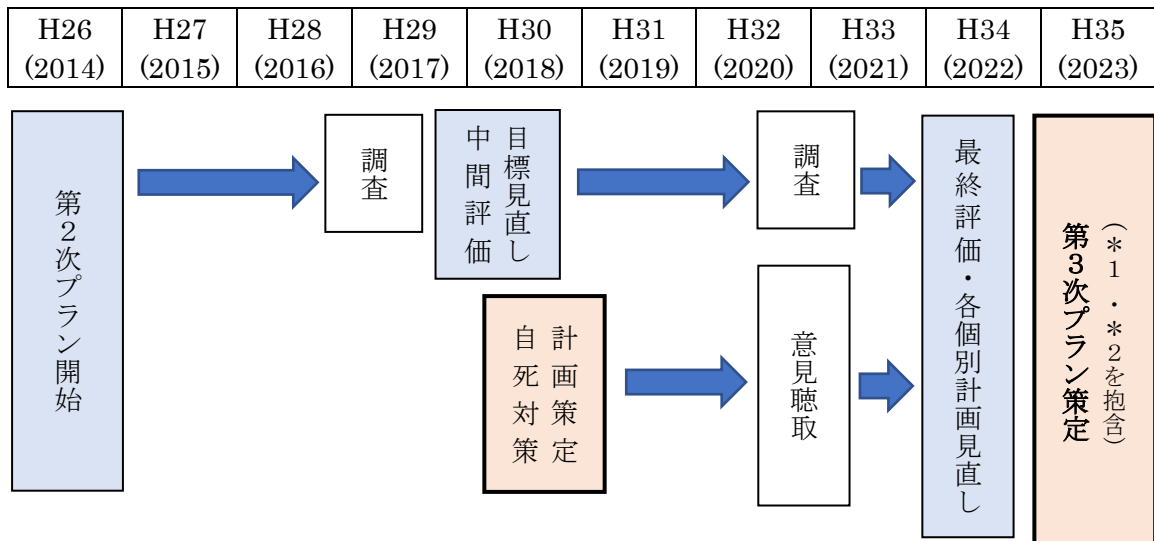 H26 H27 H28 H29 H30 H31 H32 H33 H34 H35
(2014) (2015) (2016) (2017) (2018) (2019) (2020) (2021) (2022) (2023)
第２次プラン開始
調査
目標見直し
中間評価
計画策定
自死対策
調査
意見聴取
最終評価・各個別計画見直し
（＊１・＊２を抱含）
第３次プラン策定